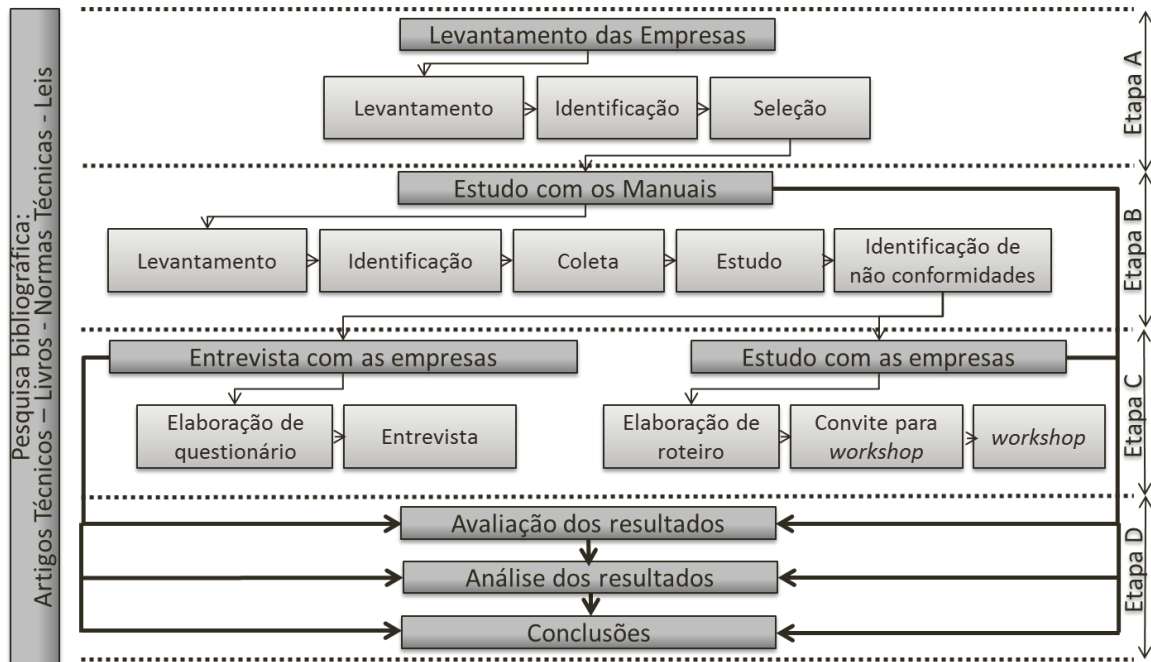 Pesquisa bibliográfica:
Artigos Técnicos – Livros - Normas Técnicas - Leis
Levantamento das Empresas
Levantamento
Identificação
Seleção
Etapa A
Estudo com os Manuais
Levantamento
Identificação
Coleta
Estudo
Identificação de
não conformidades
Etapa B
Entrevista com as empresas
Estudo com as empresas
Elaboração de
questionário
Entrevista
Elaboração de
roteiro
Convite para
workshop
workshop
Etapa C
Avaliação dos resultados
Análise dos resultados
Conclusões
Etapa D